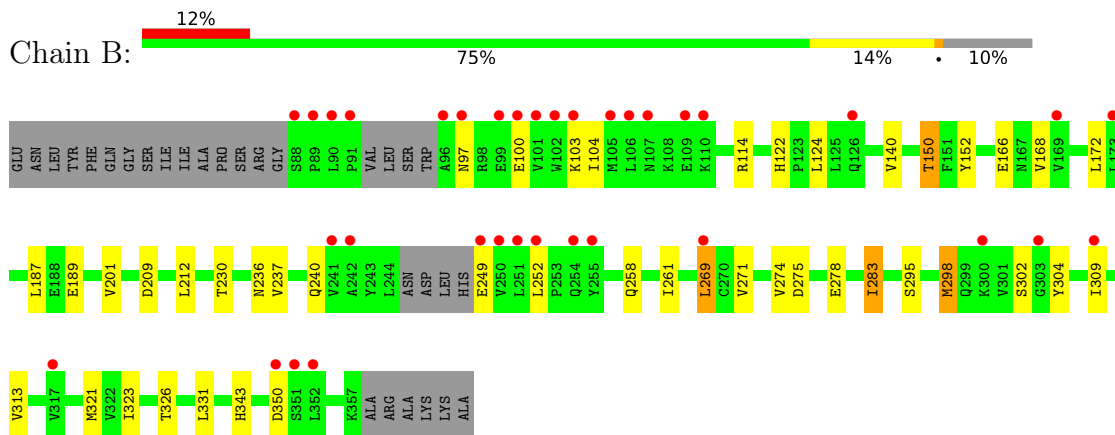 12%
Chain B:
75% 14% • 10%
GLU ASN LEU TYR PHE GLN GLY SER ILE ILE ALA PRO SER ARG GLY S88 P89 L90 P91 VAL LEU SER TRP A96 N97 R98 E99 E100 V101 W102 K103 I104 M105 L106 N107 K108 E109 K110 R114 H122 P123 L124 L125 Q126 V140 T150 F151 Y152 E166 N167 V168 V169 L172 L173
L187 E188 E189 V201 D209 L212 T230 N236 V237 Q240 V241 A242 Y243 L244 ASN ASP LEU HIS E249 V250 L251 L252 P253 Q254 Y255 Q258 I261 L269 C270 V271 V274 D275 E278 I283 S295 M298 Q299 K300 V301 S302 G303 Y304 I309
V313 V317 M321 V322 I323 T326 L331 H343 D350 S351 L352 K357 ALA ARG ALA ALA LYS LYS ALA